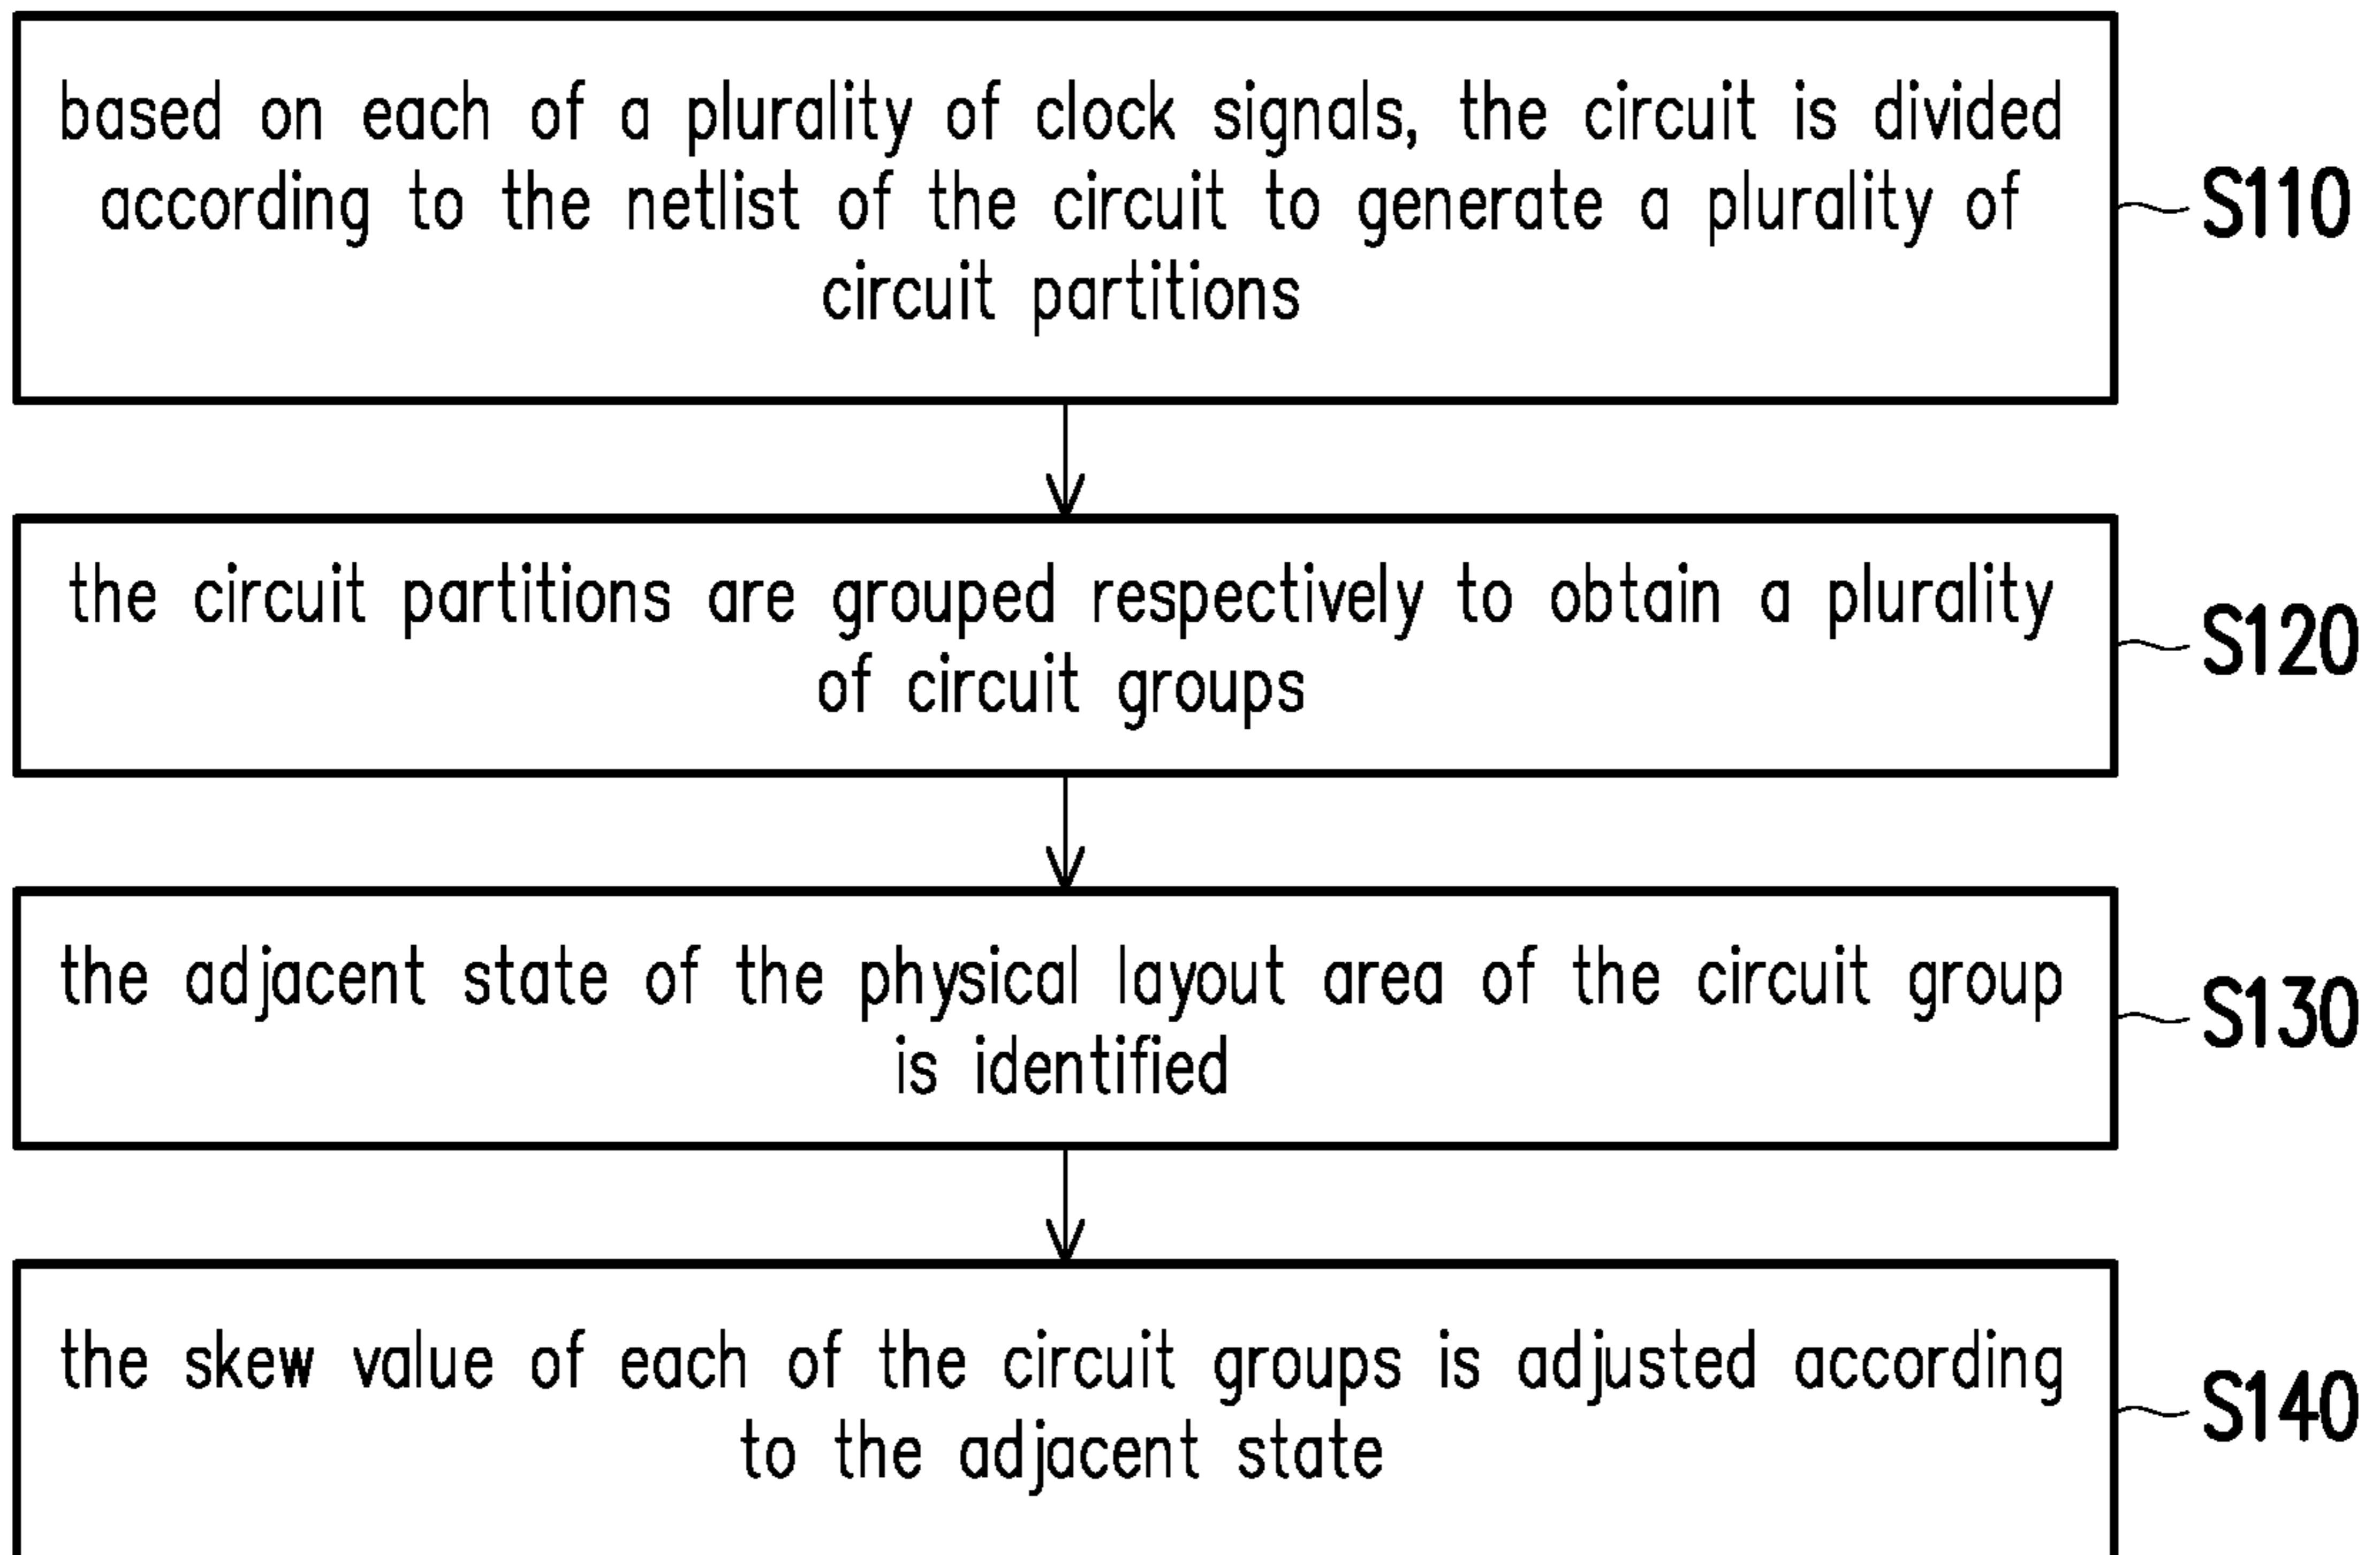 based on each of a plurality of clock signals, the circuit is divided
according to the netlist of the circuit to generate a plurality of
circuit partitions
S110
the circuit partitions are grouped respectively to obtain a plurality
of circuit groups
S120
the adjacent state of the physical layout area of the circuit group
is identified
S130
the skew value of each of the circuit groups is adjusted according
to the adjacent state
S140